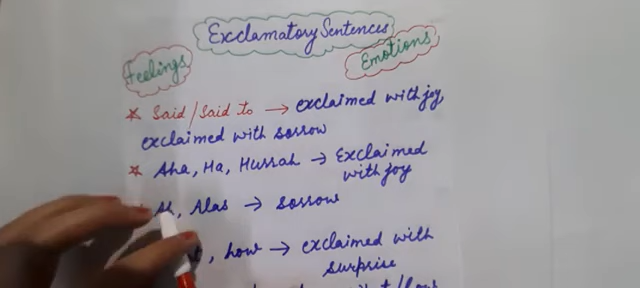 Exclamatory Sentences
Feelings
Emotions
Said/Said to → exclaimed with joy,
exclaimed with sorrow
Aha, Ha, Hurrah → Exclaimed
with joy
Ah, Alas → sorrow
, how → exclaimed with
surprise